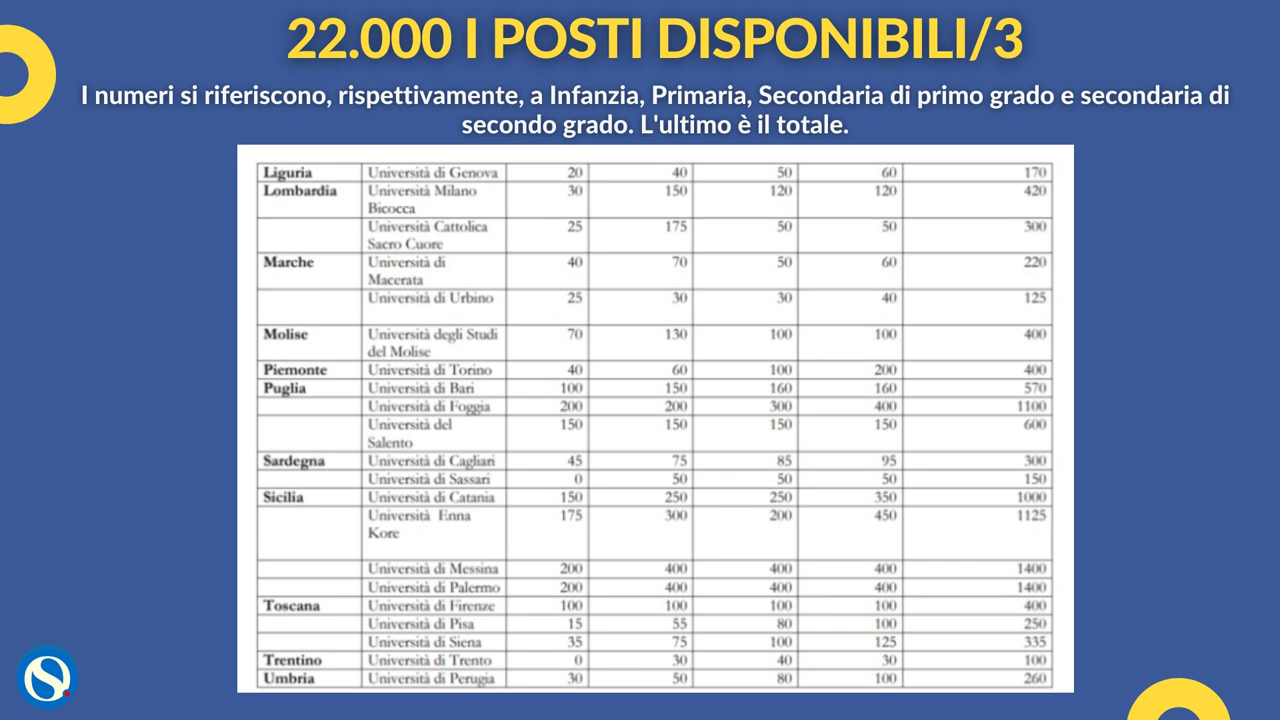 22.000 I POSTI DISPONIBILI/3
I numeri si riferiscono, rispettivamente, a Infanzia, Primaria, Secondaria di primo grado e secondaria di
secondo grado. L'ultimo è il totale.
Liguria Università di Genova 20 40 50 60 170
Lombardia Università Milano 30 150 120 120 420
Bicocca
Università Cattolica 25 175 50 50 300
Sacro Cuore
Marche Università di 40 70 50 60 220
Macerata
Università di Urbino 25 30 30 40 125
Molise Università degli Studi 70 130 100 100 400
del Molise
Piemonte Università di Torino 40 60 100 200 400
Puglia Università di Bari 100 150 160 160 570
Università di Foggia 200 200 300 400 1100
Università del 150 150 150 150 600
Salento
Sardegna Università di Cagliari 45 75 85 95 300
Università di Sassari 0 50 50 50 150
Sicilia Università di Catania 150 250 250 350 1000
Università Enna 175 300 200 450 1125
Kore
Università di Messina 200 400 400 400 1400
Università di Palermo 200 400 400 400 1400
Toscana Università di Firenze 100 100 100 100 400
Università di Pisa 15 55 80 100 250
Università di Siena 35 75 100 125 335
Trentino Università di Trento 0 30 40 30 100
Umbria Università di Perugia 30 50 80 100 260
S.